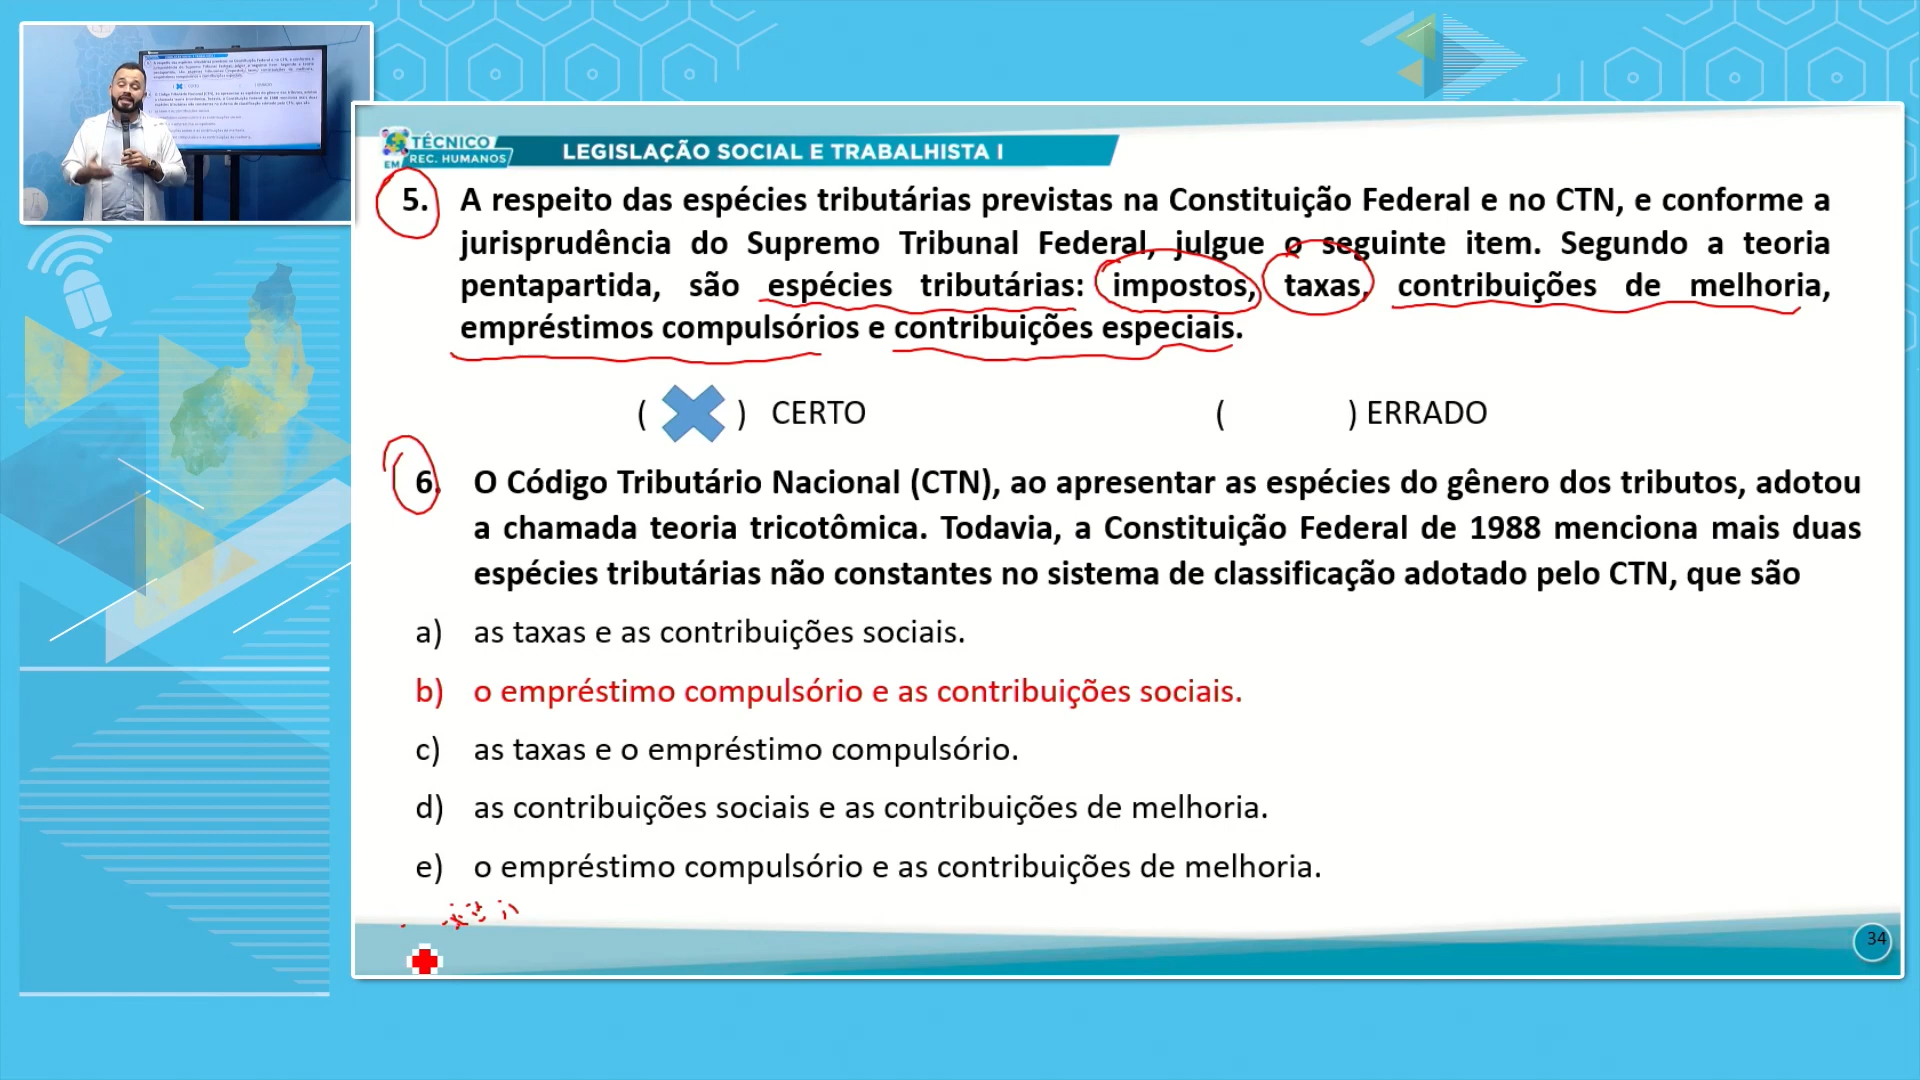 TÉCNICO
EM REC. HUMANOS
LEGISLAÇÃO SOCIAL E TRABALHISTA I
5. A respeito das espécies tributárias previstas na Constituição Federal e no CTN, e conforme a
jurisprudência do Supremo Tribunal Federal, julgue o seguinte item. Segundo a teoria
pentapartida, são espécies tributárias: impostos, taxas, contribuições de melhoria,
empréstimos compulsórios e contribuições especiais.
( ) CERTO ( ) ERRADO
6. O Código Tributário Nacional (CTN), ao apresentar as espécies do gênero dos tributos, adotou
a chamada teoria tricotômica. Todavia, a Constituição Federal de 1988 menciona mais duas
espécies tributárias não constantes no sistema de classificação adotado pelo CTN, que são
a) as taxas e as contribuições sociais.
b) o empréstimo compulsório e as contribuições sociais.
c) as taxas e o empréstimo compulsório.
d) as contribuições sociais e as contribuições de melhoria.
e) o empréstimo compulsório e as contribuições de melhoria.
34